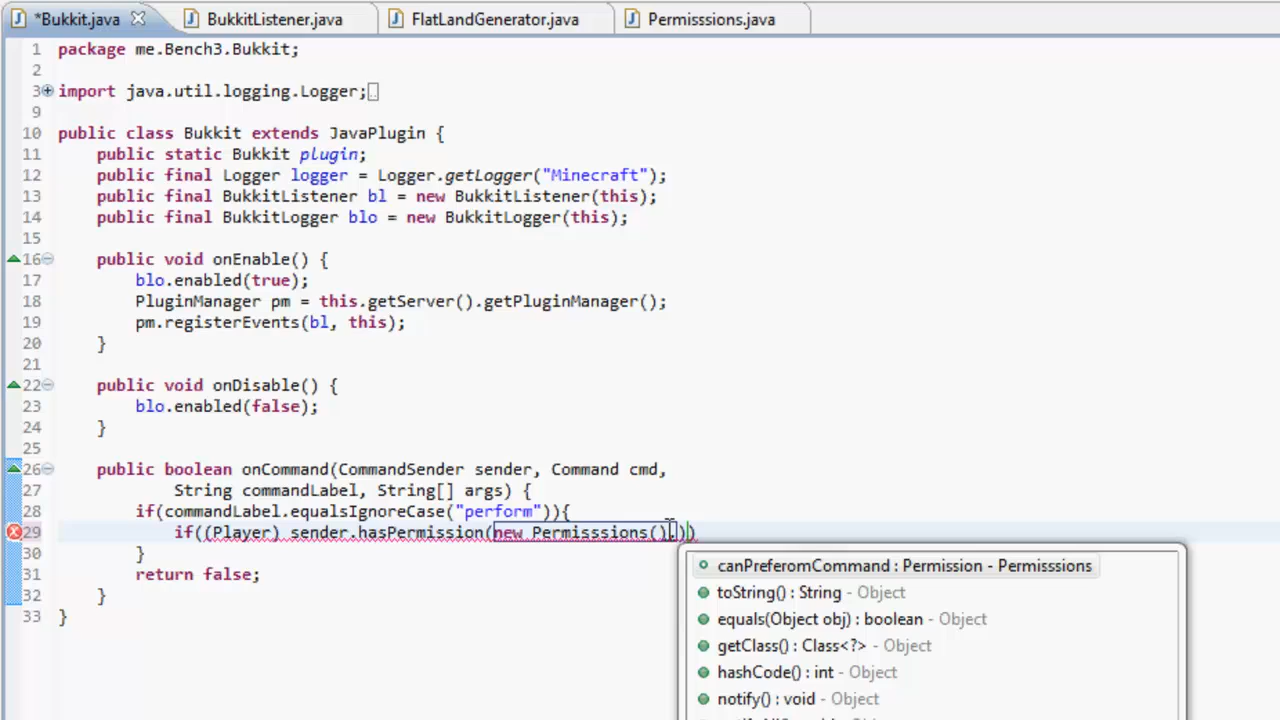 *Bukkit.java BukkitListener.java FlatLandGenerator.java Permisssions.java
1 package me.Bench3.Bukkit;
2
3 import java.util.logging.Logger;
9
10 public class Bukkit extends JavaPlugin {
11 public static Bukkit plugin;
12 public final Logger logger = Logger.getLogger("Minecraft");
13 public final BukkitListener bl = new BukkitListener(this);
14 public final BukkitLogger blo = new BukkitLogger(this);
15
16 public void onEnable() {
17 blo.enabled(true);
18 PluginManager pm = this.getServer().getPluginManager();
19 pm.registerEvents(bl, this);
20 }
21
22 public void onDisable() {
23 blo.enabled(false);
24 }
25
26 public boolean onCommand(CommandSender sender, Command cmd,
27 String commandLabel, String[] args) {
28 if(commandLabel.equalsIgnoreCase("perform")){
29 if((Player) sender.hasPermission(new Permisssions().))
30 }
31 return false;
32 }
33 }
canPreferomCommand : Permission - Permisssions
toString() : String - Object
equals(Object obj) : boolean - Object
getClass() : Class<?> - Object
hashCode() : int - Object
notify() : void - Object